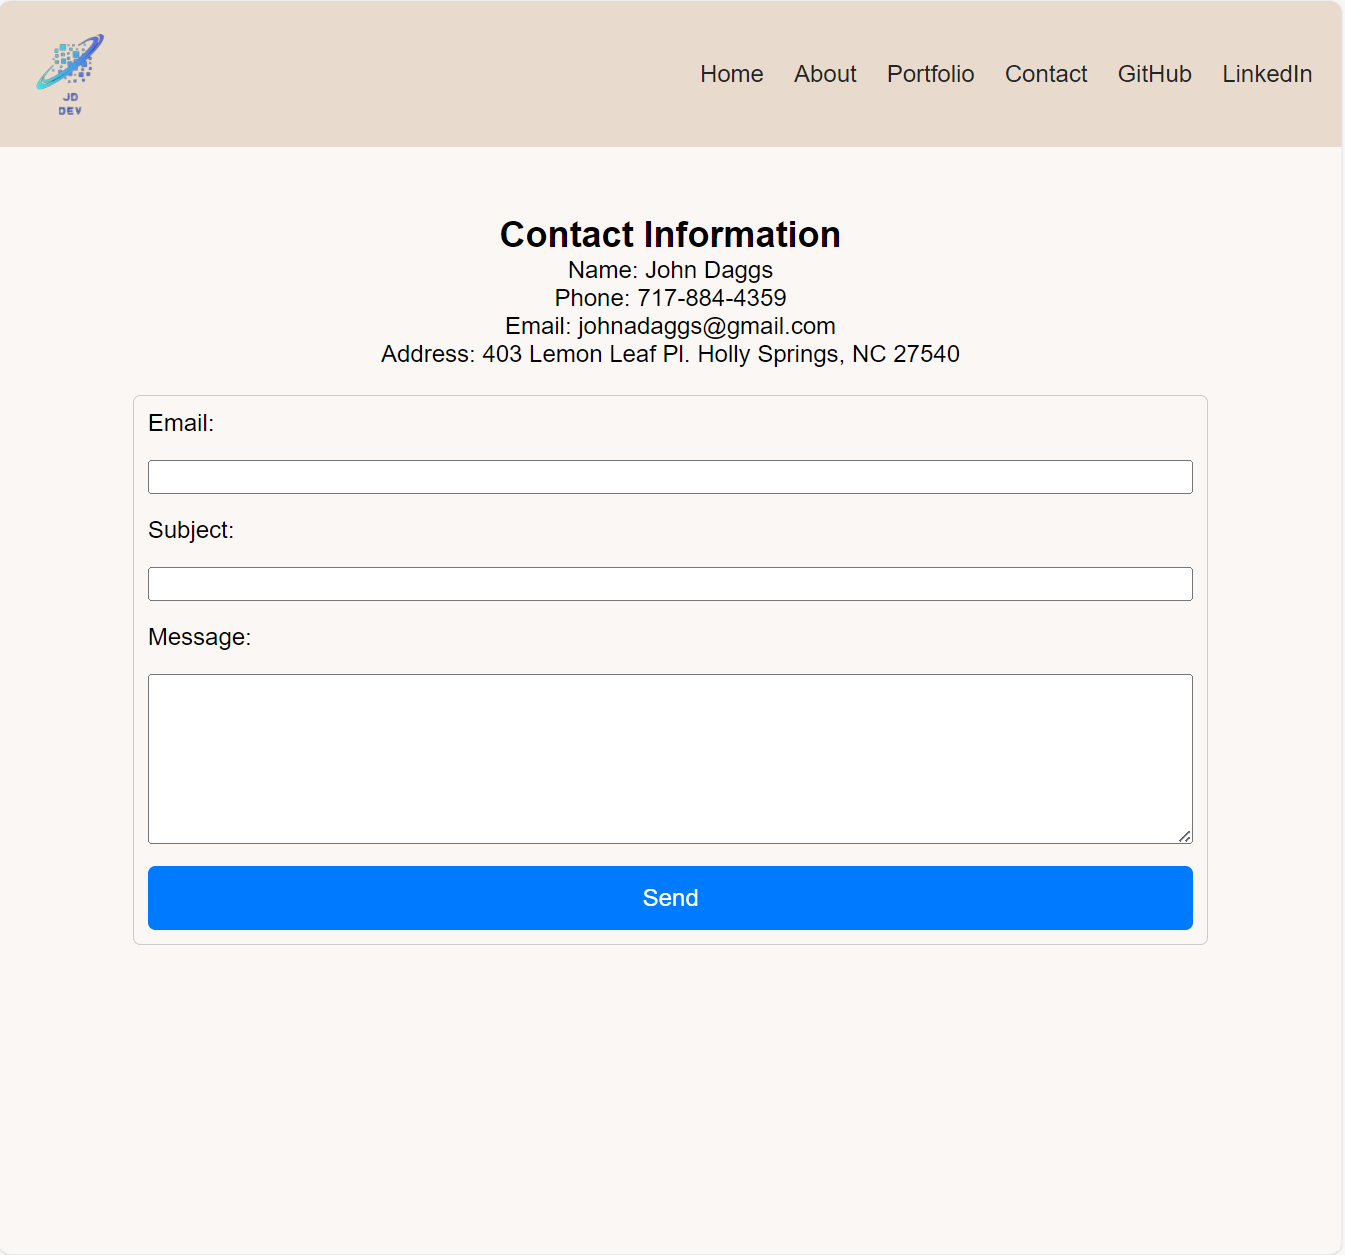 JD
DEV
Home About Portfolio Contact GitHub LinkedIn
Contact Information
Name: John Daggs
Phone: 717-884-4359
Email: johnadaggs@gmail.com
Address: 403 Lemon Leaf Pl. Holly Springs, NC 27540
Email:
Subject:
Message:
Send